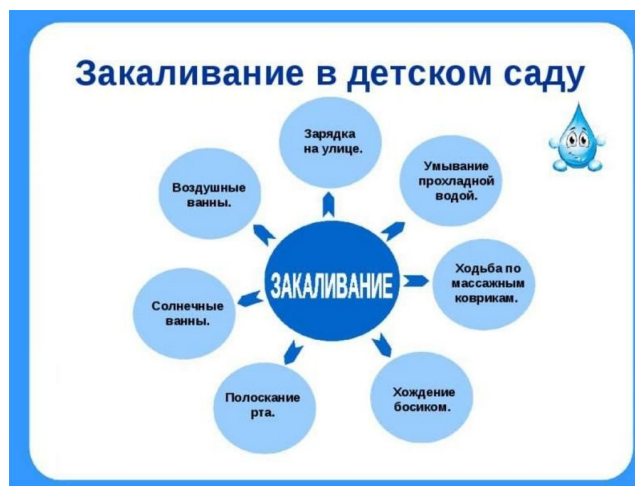 Закаливание в детском саду
Зарядка
на улице.
Умывание
прохладной
водой.
Воздушные
ванны.
Ходьба по
массажным
коврикам.
ЗАКАЛИВАНИЕ
Солнечные
ванны.
Хождение
босиком.
Полоскание
рта.